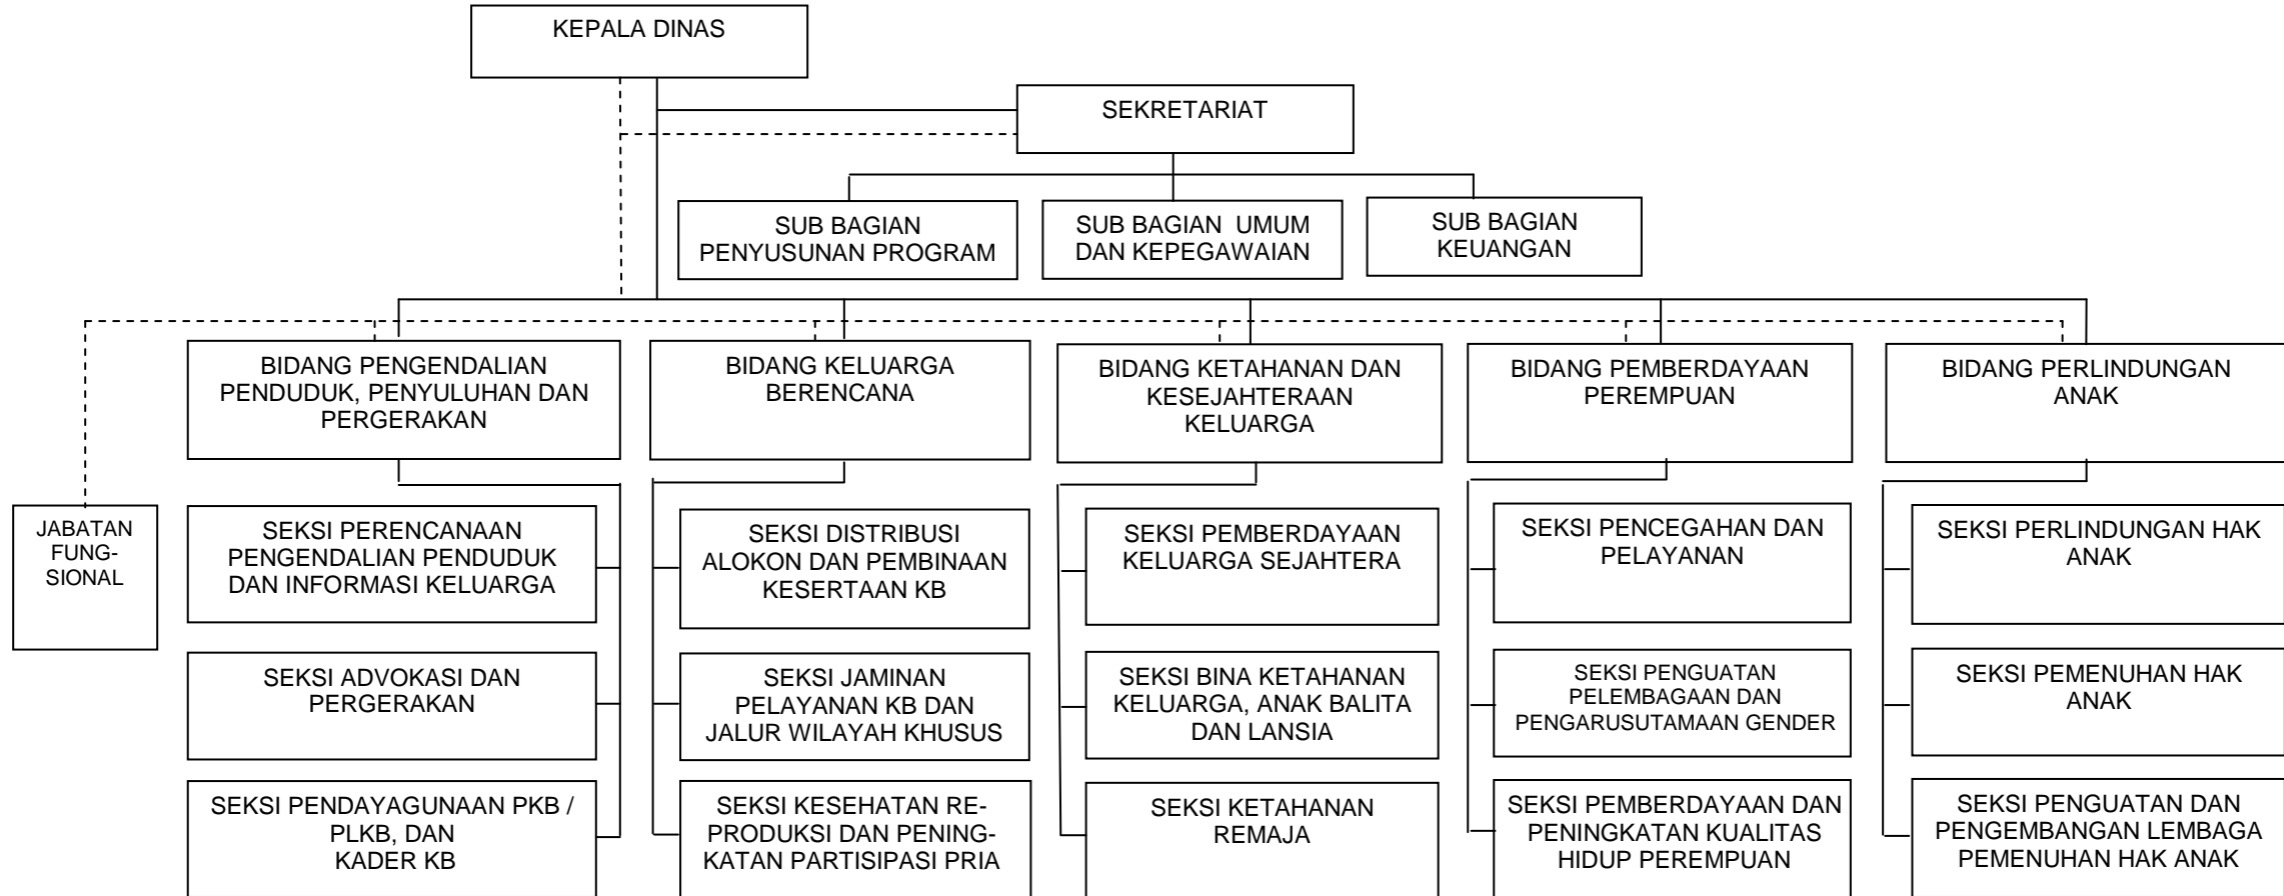 KEPALA DINAS
SEKRETARIAT
SUB BAGIAN
PENYUSUNAN PROGRAM
SUB BAGIAN  UMUM
DAN KEPEGAWAIAN
SUB BAGIAN
KEUANGAN
BIDANG PENGENDALIAN
PENDUDUK, PENYULUHAN DAN
PERGERAKAN
BIDANG KELUARGA
BERENCANA
BIDANG KETAHANAN DAN
KESEJAHTERAAN
KELUARGA
BIDANG PEMBERDAYAAN
PEREMPUAN
BIDANG PERLINDUNGAN
ANAK
JABATAN
FUNG-
SIONAL
SEKSI PERENCANAAN
PENGENDALIAN PENDUDUK
DAN INFORMASI KELUARGA
SEKSI DISTRIBUSI
ALOKON DAN PEMBINAAN
KESERTAAN KB
SEKSI PEMBERDAYAAN
KELUARGA SEJAHTERA
SEKSI PENCEGAHAN DAN
PELAYANAN
SEKSI PERLINDUNGAN HAK
ANAK
SEKSI ADVOKASI DAN
PERGERAKAN
SEKSI JAMINAN
PELAYANAN KB DAN
JALUR WILAYAH KHUSUS
SEKSI BINA KETAHANAN
KELUARGA, ANAK BALITA
DAN LANSIA
SEKSI PENGUATAN
PELEMBAGAAN DAN
PENGARUSUTAMAAN GENDER
SEKSI PEMENUHAN HAK
ANAK
SEKSI PENDAYAGUNAAN PKB /
PLKB, DAN
KADER KB
SEKSI KESEHATAN RE-
PRODUKSI DAN PENING-
KATAN PARTISIPASI PRIA
SEKSI KETAHANAN
REMAJA
SEKSI PEMBERDAYAAN DAN
PENINGKATAN KUALITAS
HIDUP PEREMPUAN
SEKSI PENGUATAN DAN
PENGEMBANGAN LEMBAGA
PEMENUHAN HAK ANAK